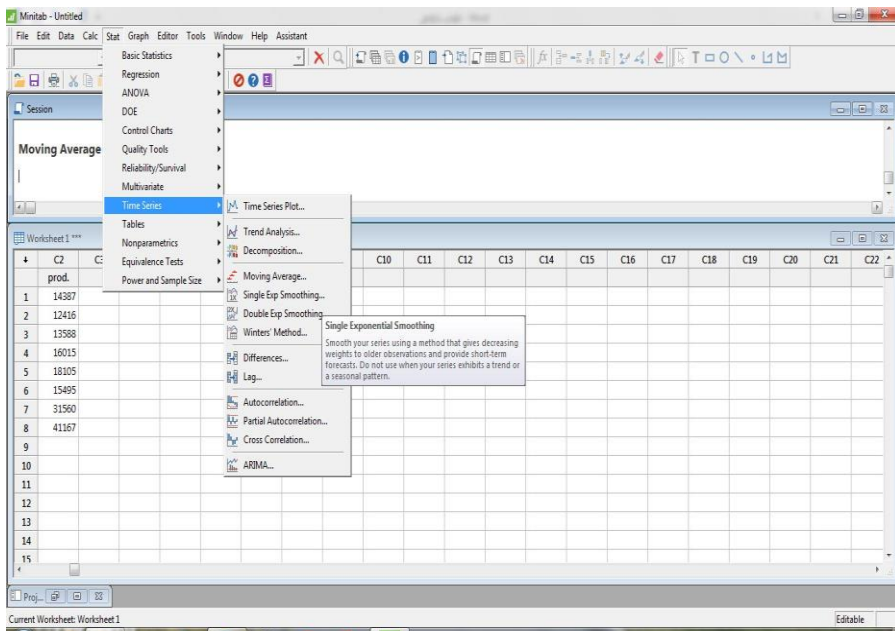 Minitab - Untitled
File Edit Data Calc Stat Graph Editor Tools Window Help Assistant
Session
Moving Average
Basic Statistics
Regression
ANOVA
DOE
Control Charts
Quality Tools
Reliability/Survival
Multivariate
Time Series
Tables
Nonparametrics
Equivalence Tests
Power and Sample Size
Time Series Plot...
Trend Analysis...
Decomposition...
Moving Average...
Single Exp Smoothing...
Double Exp Smoothing...
Winters' Method...
Differences...
Lag...
Autocorrelation...
Partial Autocorrelation...
Cross Correlation...
ARIMA...
Single Exponential Smoothing
Smooth your series using a method that gives decreasing
weights to older observations and provide short-term
forecasts. Do not use when your series exhibits a trend or
a seasonal pattern.
Worksheet 1 ***
C2 C10 C11 C12 C13 C14 C15 C16 C17 C18 C19 C20 C21 C22
prod.
1 14387
2 12416
3 13588
4 16015
5 18105
6 15495
7 31560
8 41167
9
10
11
12
13
14
15
Proj...
Current Worksheet: Worksheet 1
Editable